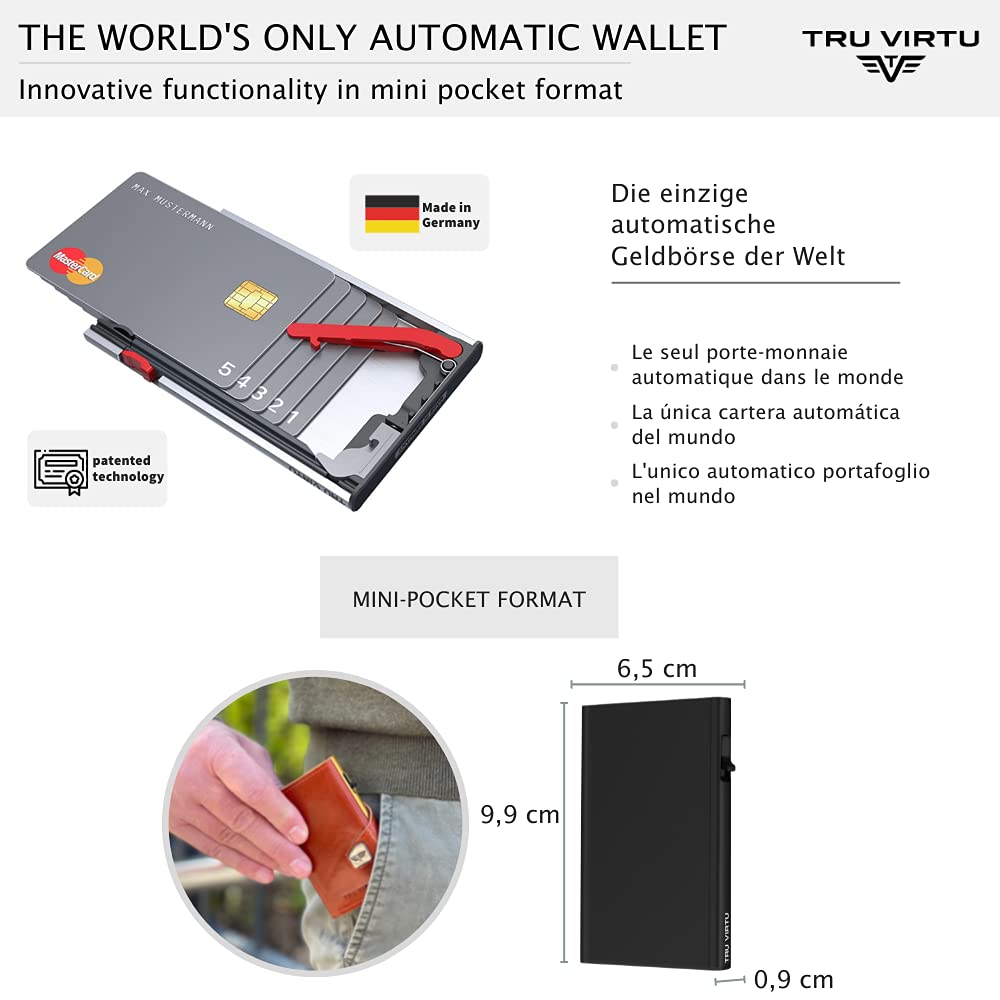 THE WORLD'S ONLY AUTOMATIC WALLET
Innovative functionality in mini pocket format
TRU VIRTU
MAX MUSTERMANN
MasterCard
5 4 3 2 1
Made in
Germany
patented
technology
Die einzige
automatische
Geldbörse der Welt
Le seul porte-monnaie
automatique dans le monde
La única cartera automática
del mundo
L'unico automatico portafoglio
nel mundo
MINI-POCKET FORMAT
6,5 cm
9,9 cm
TRU VIRTU
0,9 cm